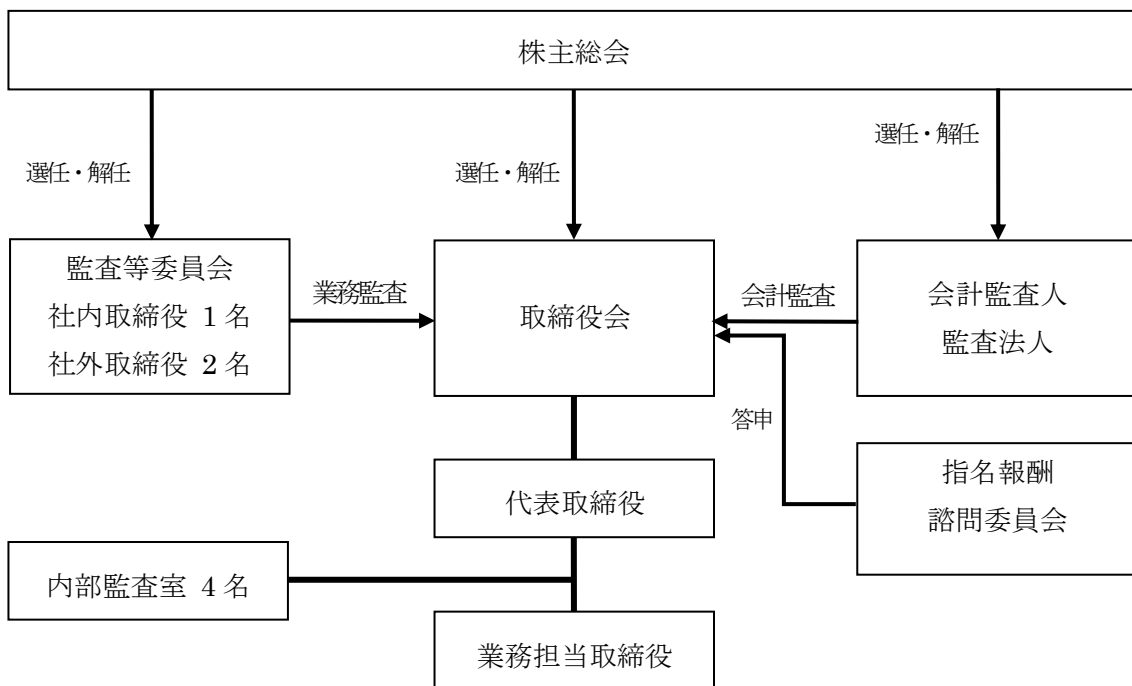 株主総会
選任・解任
選任・解任
選任・解任
監査等委員会
社内取締役 1 名
社外取締役 2 名
業務監査
取締役会
会計監査
会計監査人
監査法人
答申
指名報酬
諮問委員会
代表取締役
内部監査室 4 名
業務担当取締役